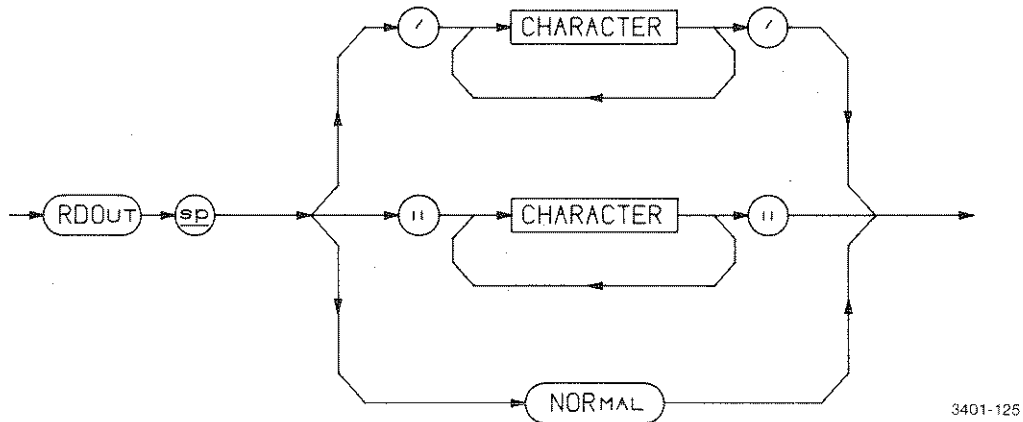 ′ CHARACTER ′
RDOUT sp " CHARACTER "
NORMAL
3401-125